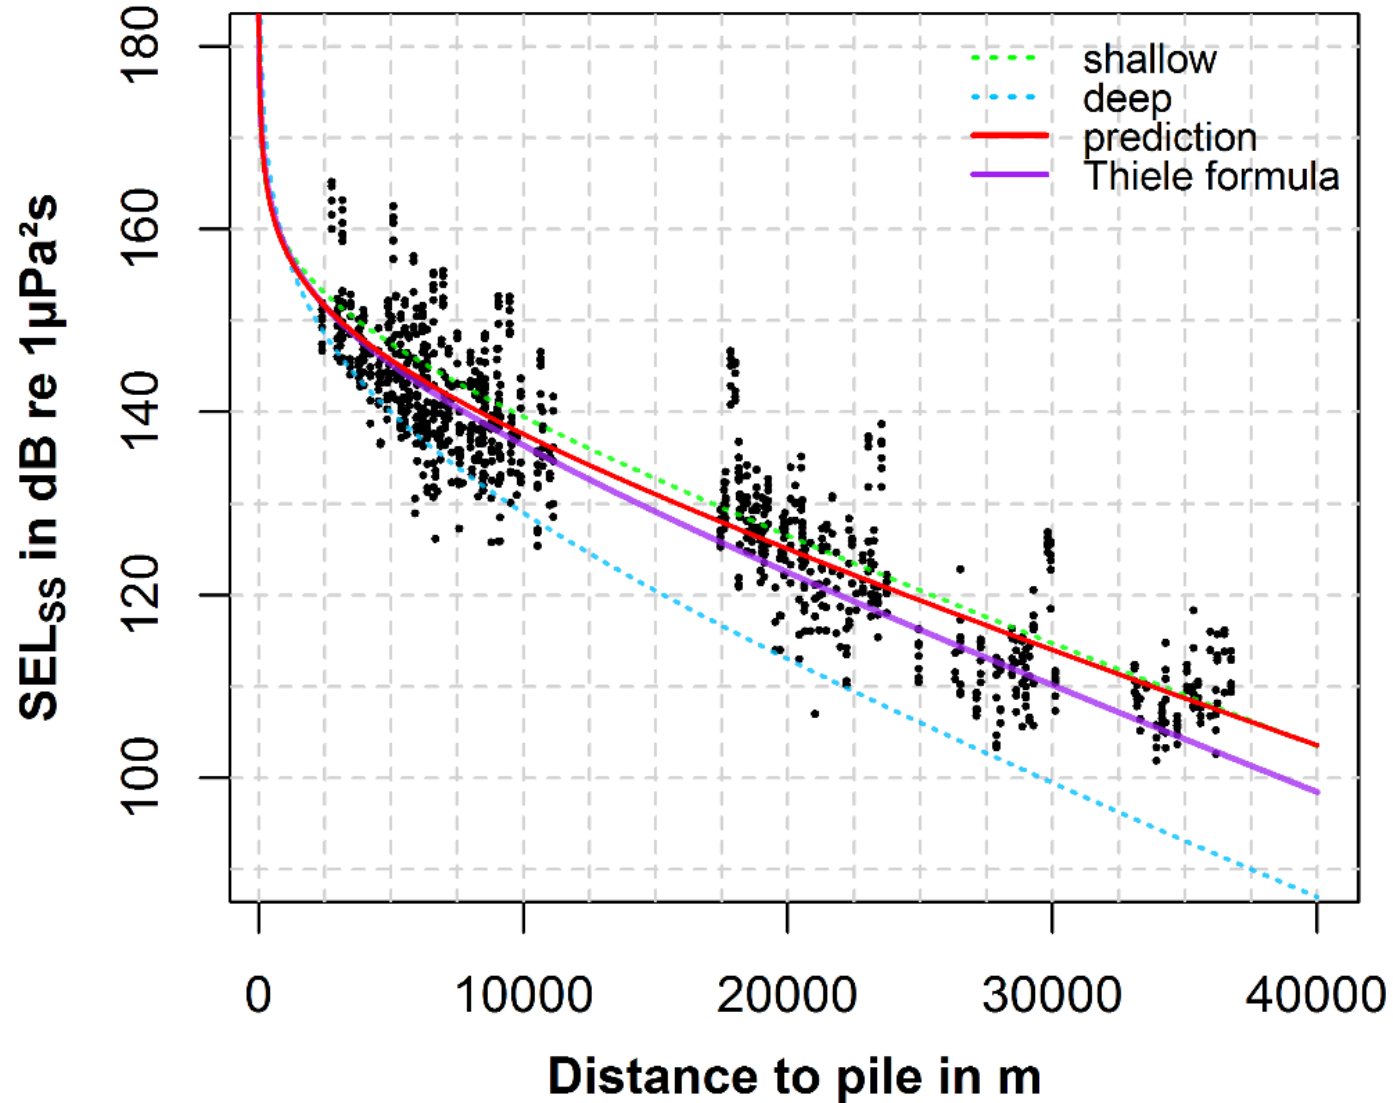 180
160
140
120
100
SELSS in dB re 1µPa²s
shallow
deep
prediction
Thiele formula
0 10000 20000 30000 40000
Distance to pile in m